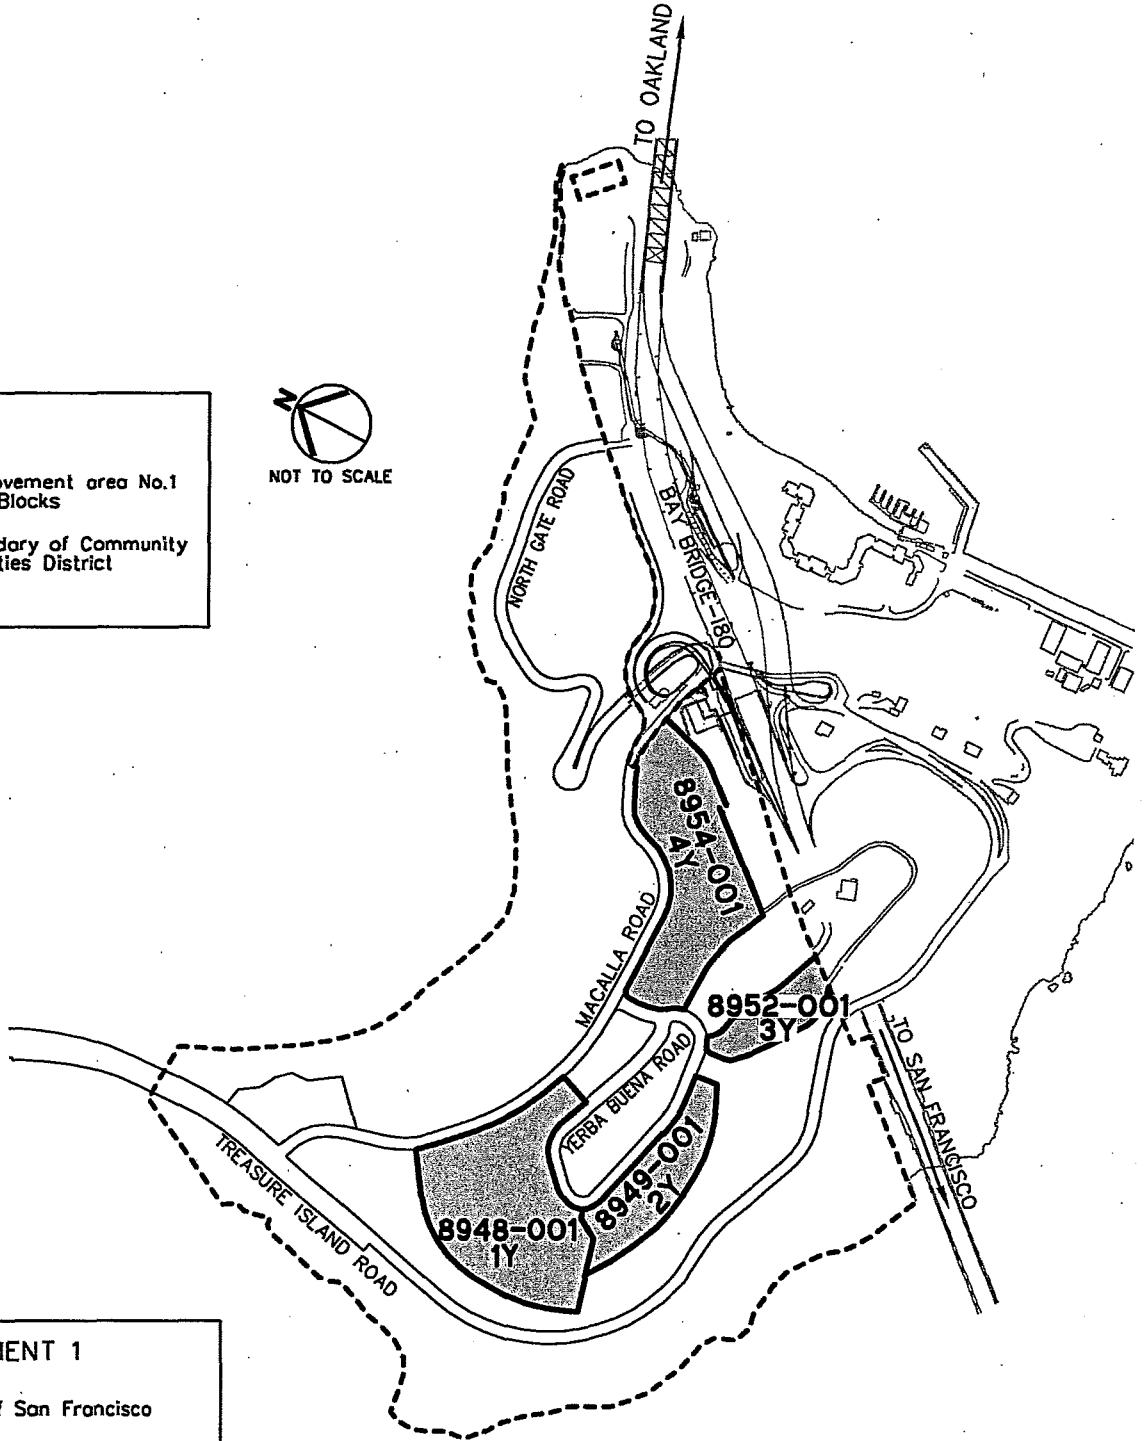 TO OAKLAND
N
NOT TO SCALE
ovement area No.1
Blocks
dary of Community
ties District
NORTH GATE ROAD
BAY BRIDGE-I80
8954-001
4Y
MACALLA ROAD
8952-001
3Y
YERBA BUENA ROAD
TO SAN FRANCISCO
8949-001
2Y
TREASURE ISLAND ROAD
8948-001
1Y
MENT 1
San Francisco